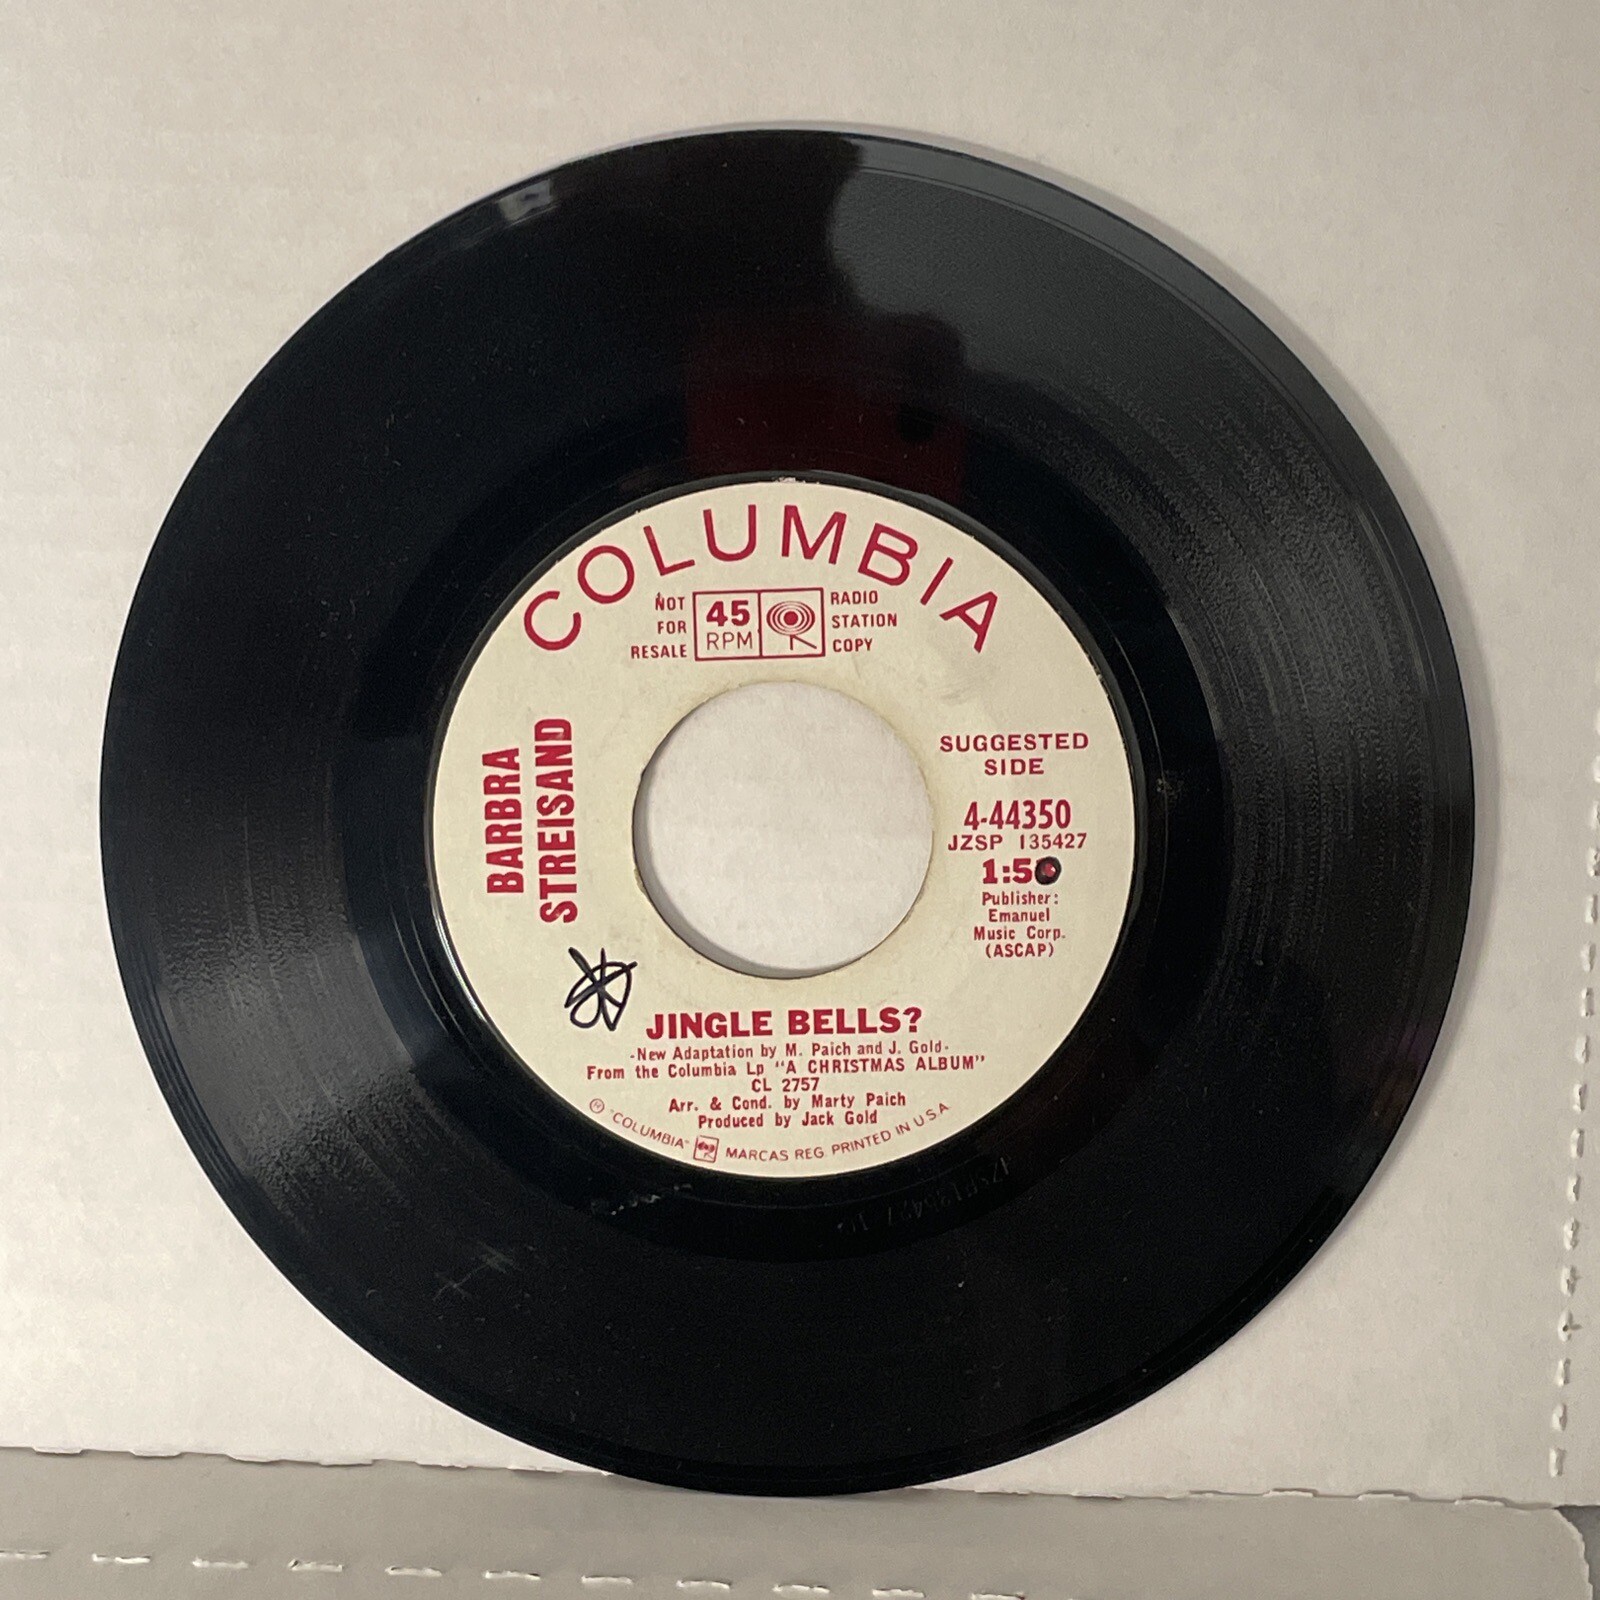 COLUMBIA
NOT
FOR
RESALE
45
RPM
RADIO
STATION
COPY
BARBRA
STREISAND
SUGGESTED
SIDE
4-44350
JZSP 135427
Publisher:
Emanuel
Music Corp.
(ASCAP)
JINGLE BELLS?
-New Adaptation by M. Paich and J. Gold-
From the Columbia Lp "A CHRISTMAS ALBUM"
CL 2757
Arr. & Cond. by Marty Paich
Produced by Jack Gold
"COLUMBIA" MARCAS REG. PRINTED IN U.S.A.